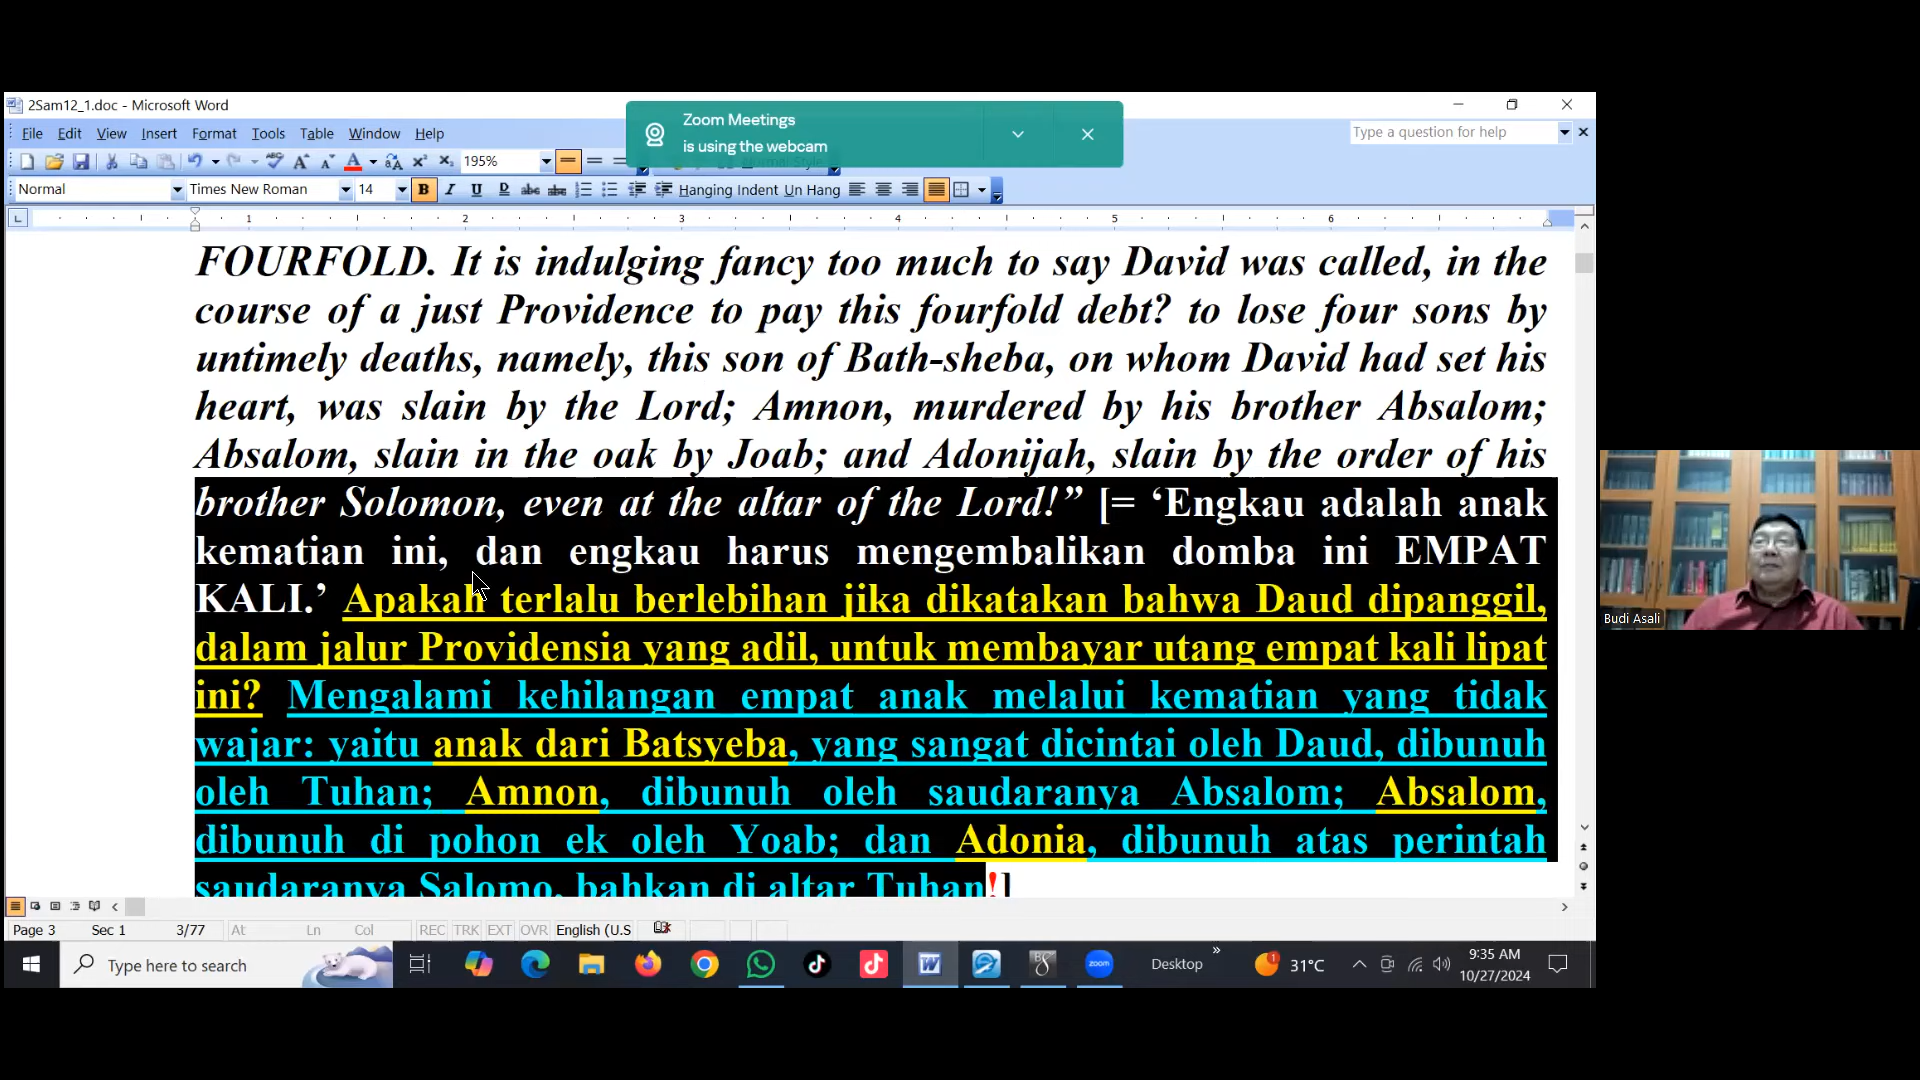 2Sam12_1.doc - Microsoft Word
Zoom Meetings
is using the webcam
File Edit View Insert Format Tools Table Window Help
Type a question for help
195%
Normal Style
Normal Times New Roman 14 B I U D abc abc Hanging Indent Un Hang
1 2 3 4 5 6
FOURFOLD. It is indulging fancy too much to say David was called, in the
course of a just Providence to pay this fourfold debt? to lose four sons by
untimely deaths, namely, this son of Bath-sheba, on whom David had set his
heart, was slain by the Lord; Amnon, murdered by his brother Absalom;
Absalom, slain in the oak by Joab; and Adonijah, slain by the order of his
brother Solomon, even at the altar of the Lord!” [= ‘Engkau adalah anak
kematian ini, dan engkau harus mengembalikan domba ini EMPAT
KALI.’ Apakah terlalu berlebihan jika dikatakan bahwa Daud dipanggil,
dalam jalur Providensia yang adil, untuk membayar utang empat kali lipat
ini? Mengalami kehilangan empat anak melalui kematian yang tidak
wajar: yaitu anak dari Batsyeba, yang sangat dicintai oleh Daud, dibunuh
oleh Tuhan; Amnon, dibunuh oleh saudaranya Absalom; Absalom,
dibunuh di pohon ek oleh Yoab; dan Adonia, dibunuh atas perintah
saudaranya Salomo, bahkan di altar Tuhan!]
Budi Asali
Page 3 Sec 1 3/77 At Ln Col REC TRK EXT OVR English (U.S
Type here to search
zoom
Desktop
31°C
9:35 AM
10/27/2024